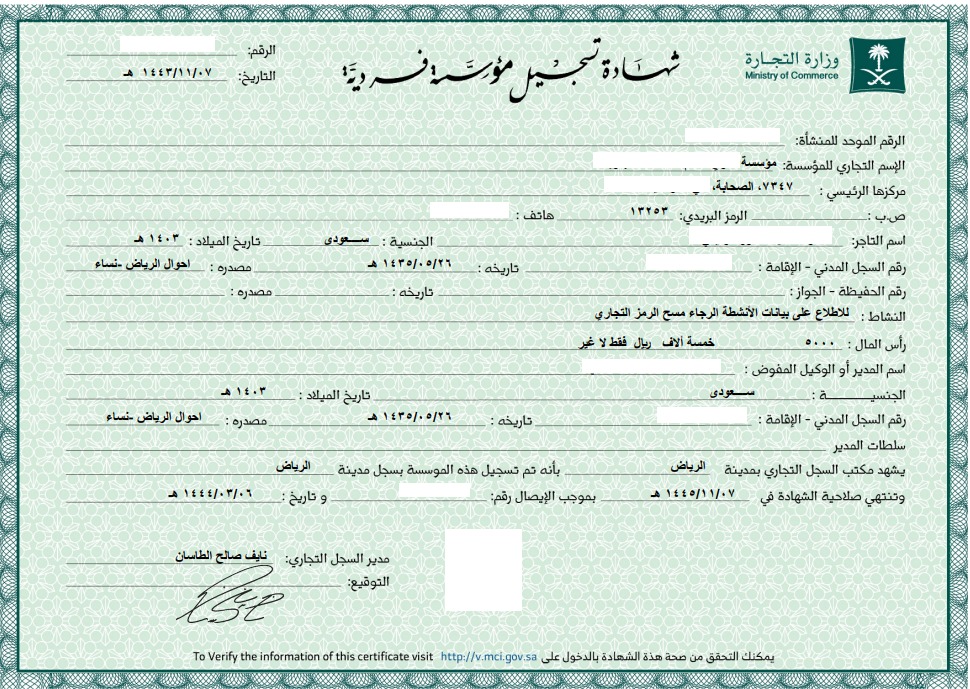 وزارة التجارة
Ministry of Commerce
شهادة تسجيل مؤسسة فردية
الرقم:
التاريخ: ١٤٤٣/١١/٠٧ هـ
الرقم الموحد للمنشأة:
الإسم التجاري للمؤسسة: مؤسسة
مركزها الرئيسي : ٧٣٤٧، الصحابة،
ص.ب : الرمز البريدي: ١٣٢٥٣ هاتف :
اسم التاجر: الجنسية : سعودى تاريخ الميلاد : ١٤٠٣ هـ
رقم السجل المدني - الإقامة : تاريخه : ١٤٣٥/٠٥/٢٦ هـ مصدره : احوال الرياض -نساء
رقم الحفيظة - الجواز : تاريخه : مصدره :
النشاط : للاطلاع على بيانات الأنشطة الرجاء مسح الرمز التجاري
رأس المال : ٥٠٠٠ خمسة آلاف ريال فقط لا غير
اسم المدير أو الوكيل المفوض :
الجنسيــــــــة : سعودى تاريخ الميلاد : ١٤٠٣ هـ
رقم السجل المدني - الإقامة : تاريخه : ١٤٣٥/٠٥/٢٦ هـ مصدره : احوال الرياض -نساء
سلطات المدير
يشهد مكتب السجل التجاري بمدينة الرياض بأنه تم تسجيل هذه الموسسة بسجل مدينة الرياض
وتنتهي صلاحية الشهادة في ١٤٤٥/١١/٠٧ هـ بموجب الإيصال رقم: و تاريخ : ١٤٤٤/٠٣/٠٦ هـ
مدير السجل التجاري: نايف صالح الطاسان
التوقيع:
يمكنك التحقق من صحة هذة الشهادة بالدخول على http://v.mci.gov.sa To Verify the information of this certificate visit